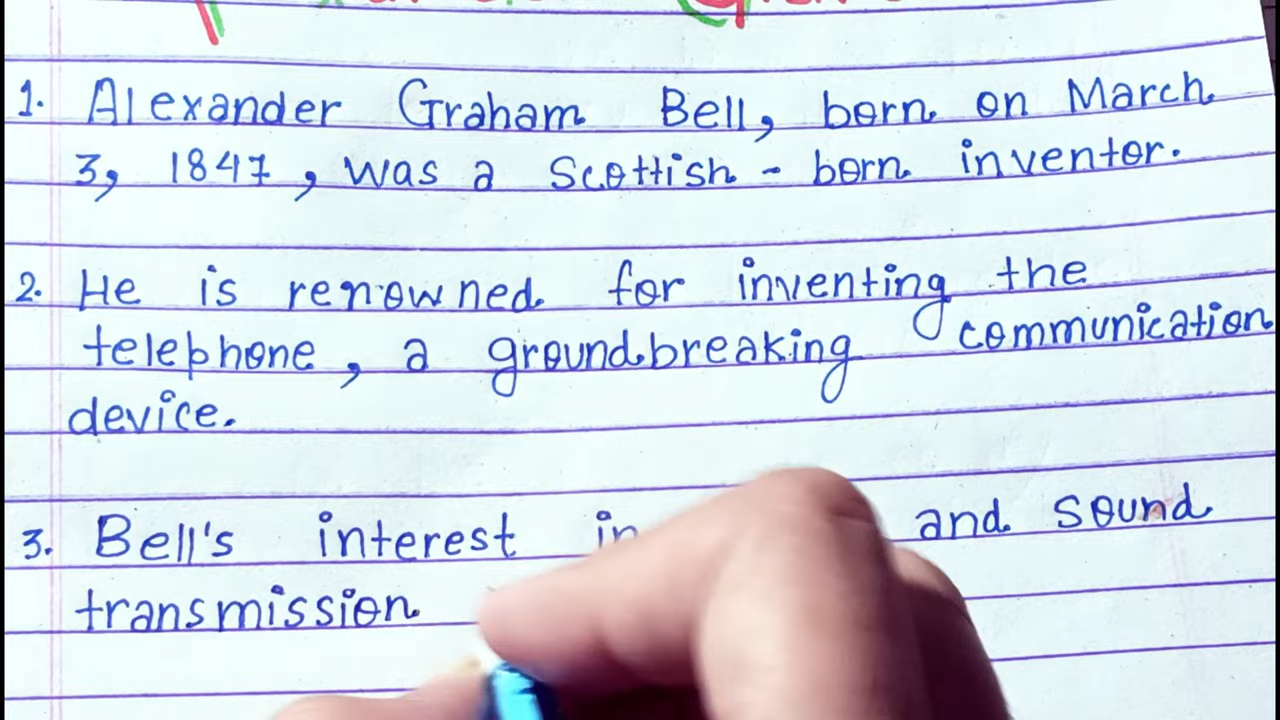 1. Alexander Graham Bell, born on March
3, 1847, was a Scottish - born inventor.
2. He is renowned for inventing the
telephone, a groundbreaking communication
device.
3. Bell's interest in and sound
transmission